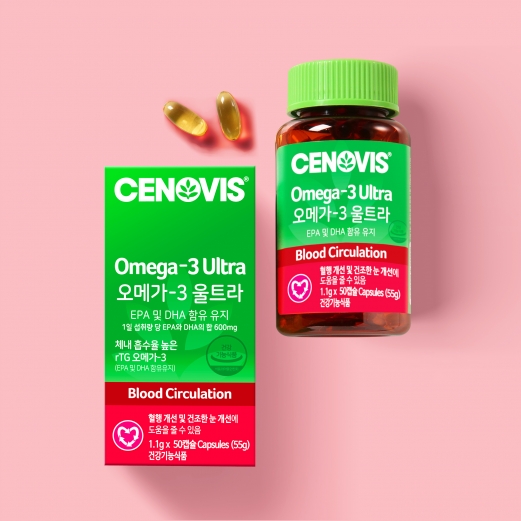 CENOVIS®
Omega-3 Ultra
오메가-3 울트라
EPA 및 DHA 함유 유지
Blood Circulation
혈행 개선 및 건조한 눈 개선에
도움을 줄 수 있음
1.1g x 50캡슐 Capsules (55g)
건강기능식품
CENOVIS®
Omega-3 Ultra
오메가-3 울트라
EPA 및 DHA 함유 유지
1일 섭취량 당 EPA와 DHA의 합 600mg
체내 흡수율 높은
rTG 오메가-3
(EPA 및 DHA 함유유지)
건강
기능식품
Blood Circulation
혈행 개선 및 건조한 눈 개선에
도움을 줄 수 있음
1.1g x 50캡슐 Capsules (55g)
건강기능식품